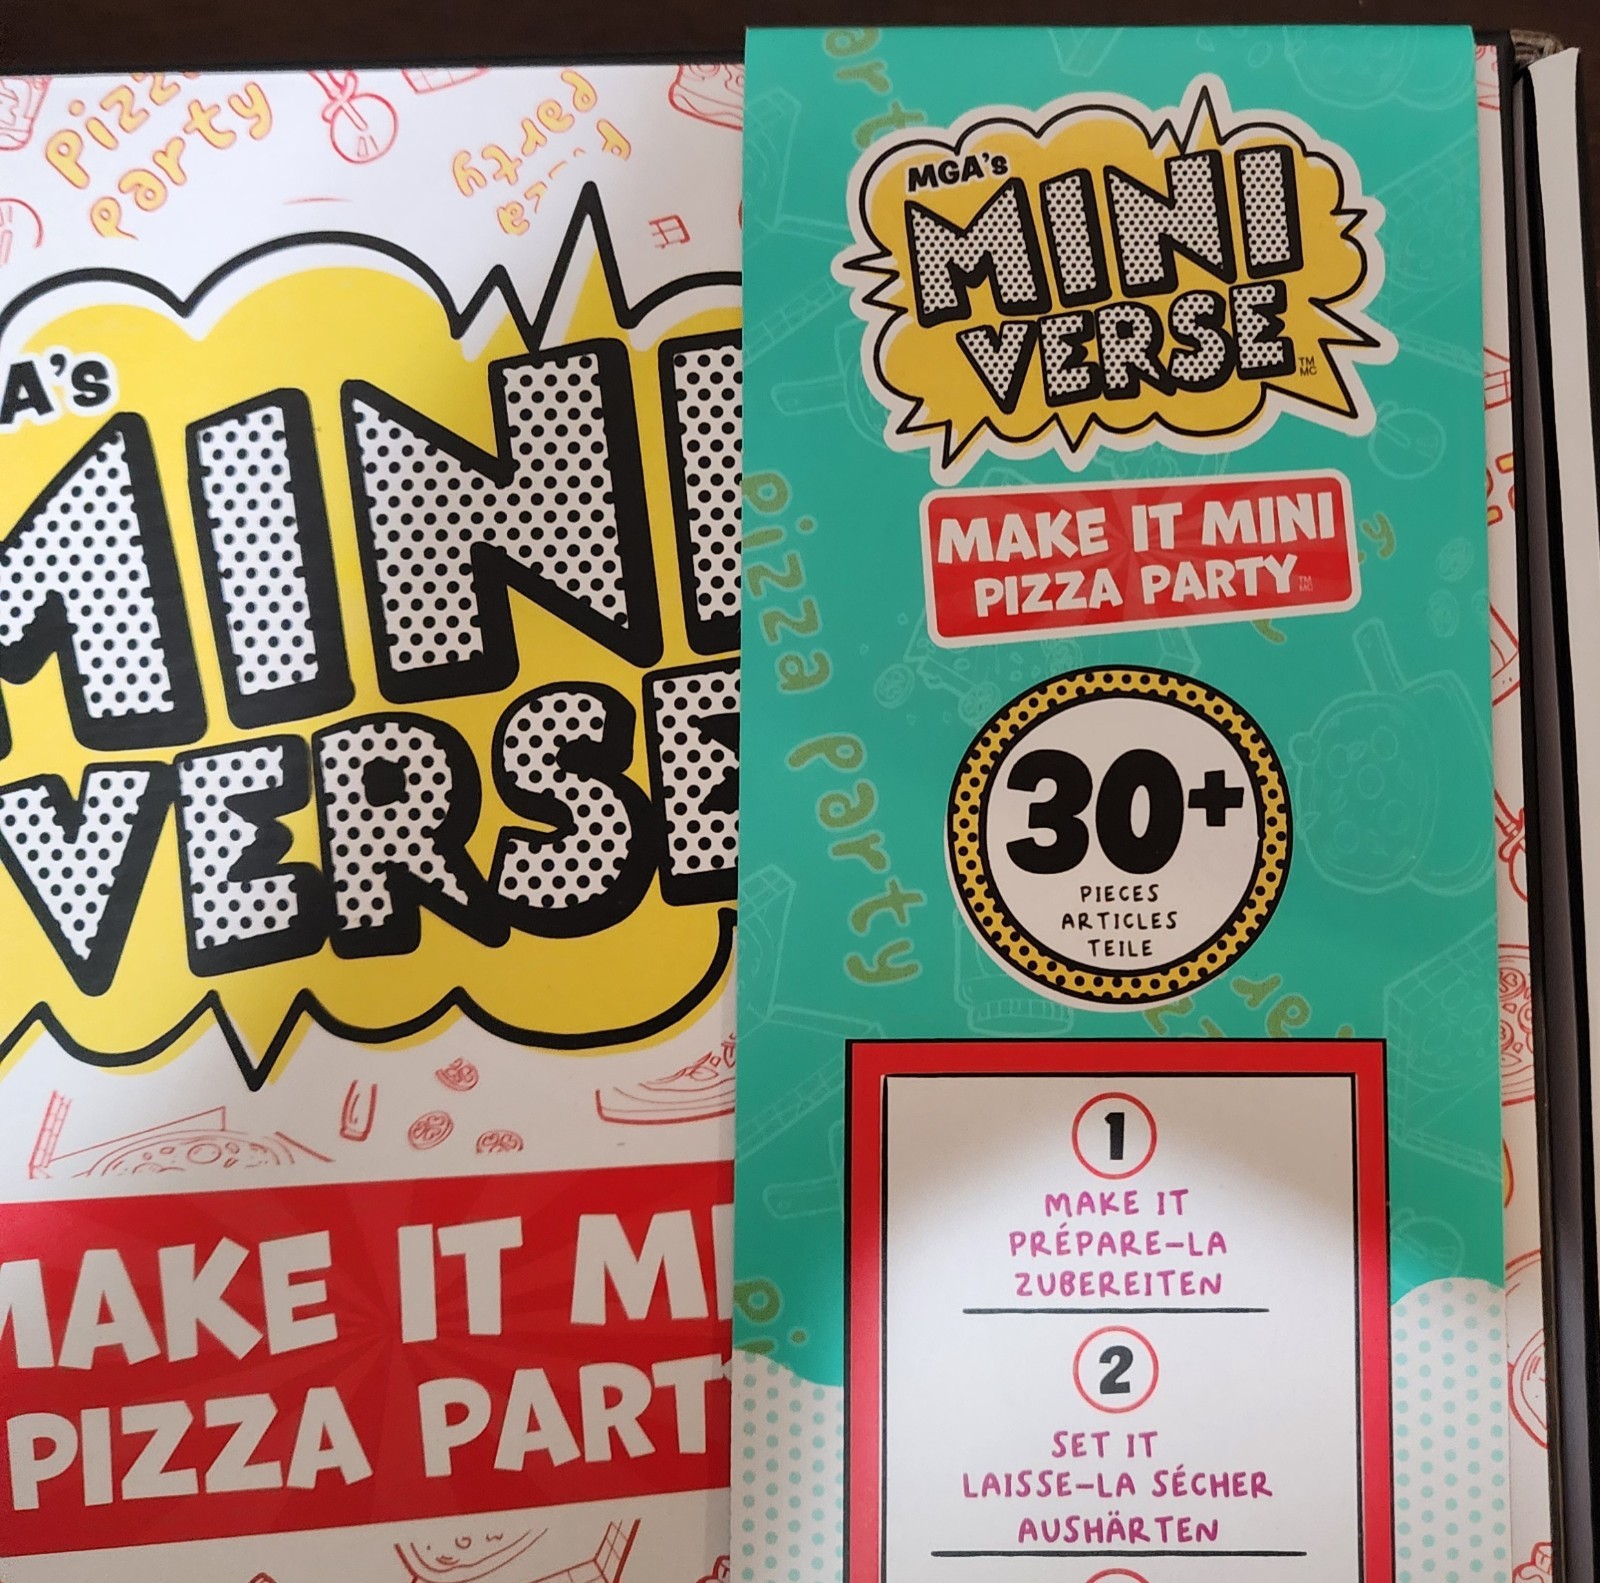 Pizza
Party
Pizza
Party
A's
MINI
VERSE
MAKE IT MI
PIZZA PART
MGA's
MINI
VERSE
TM
MC
MAKE IT MINI
PIZZA PARTY
TM
MC
pizza party
30+
PIECES
ARTICLES
TEILE
1
MAKE IT
PRÉPARE-LA
ZUBEREITEN
2
SET IT
LAISSE-LA SÉCHER
AUSHÄRTEN